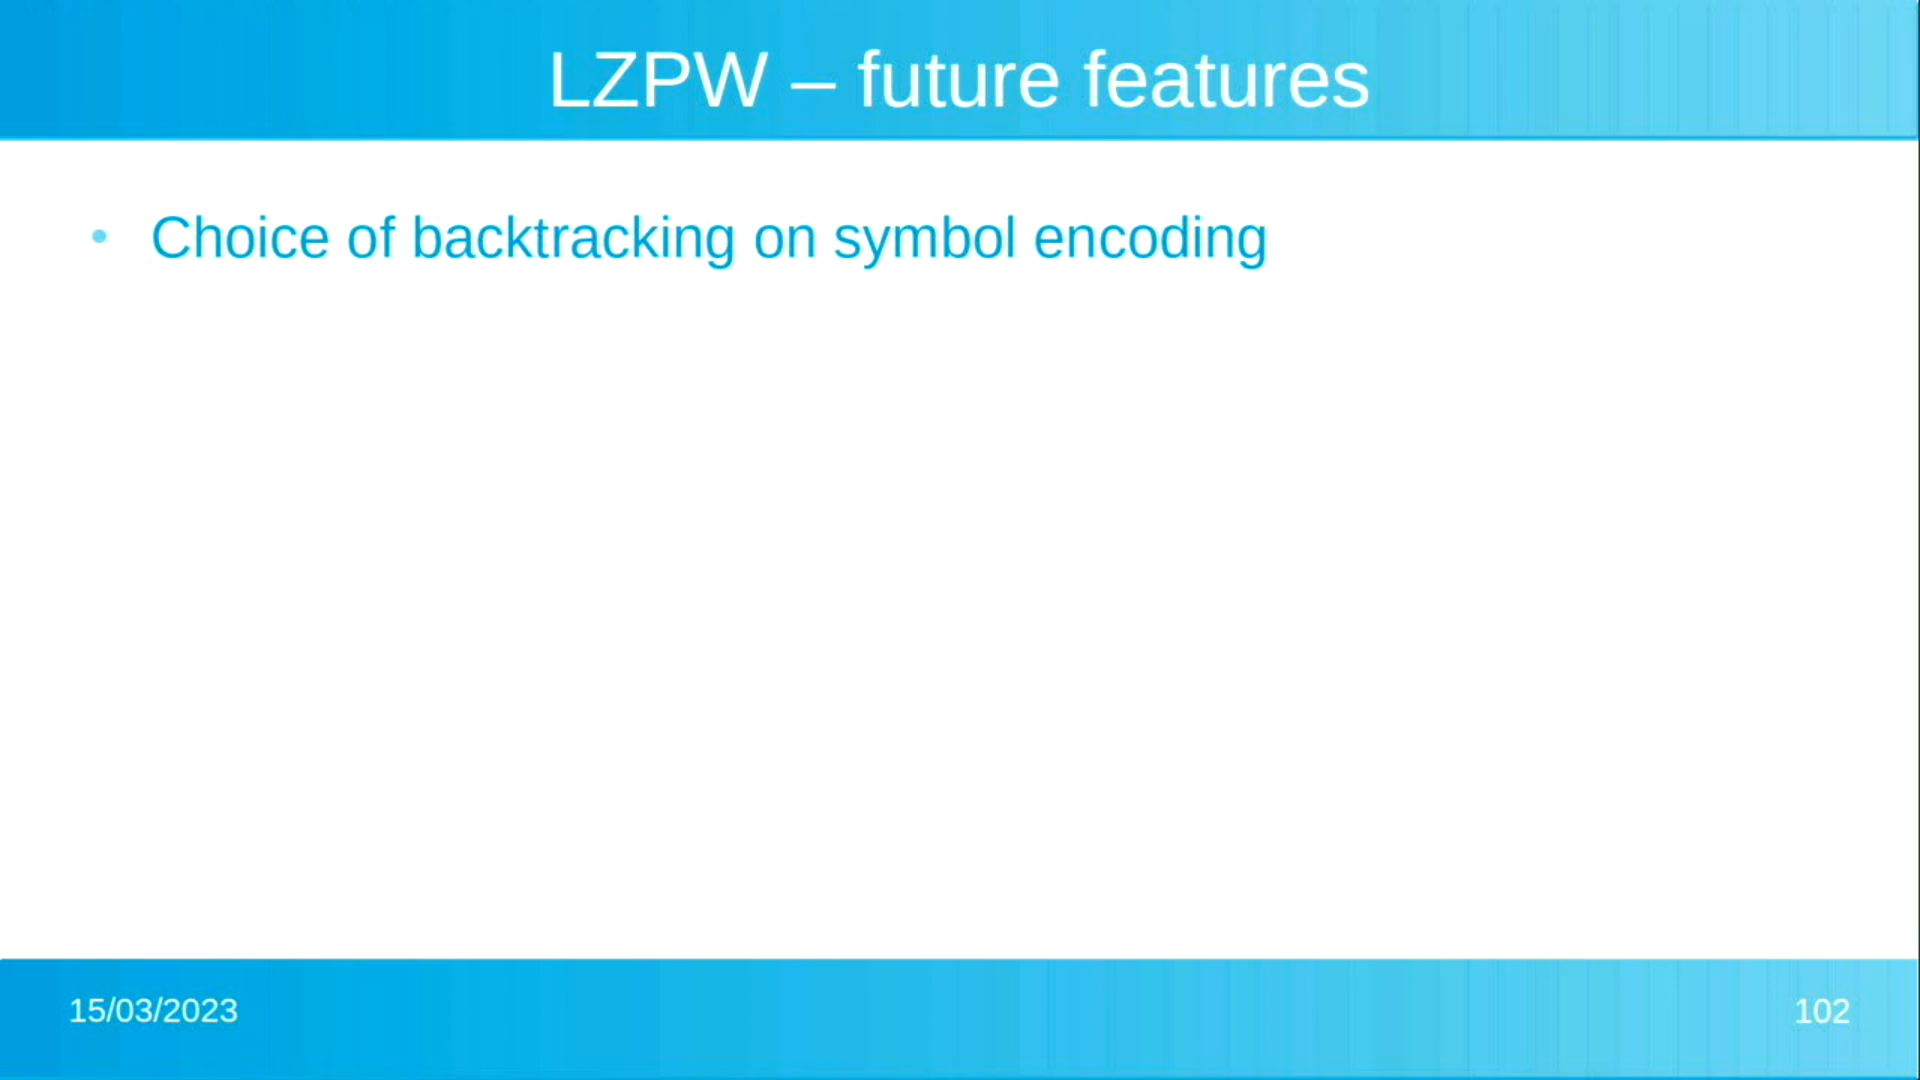 LZPW – future features
• Choice of backtracking on symbol encoding
15/03/2023
102